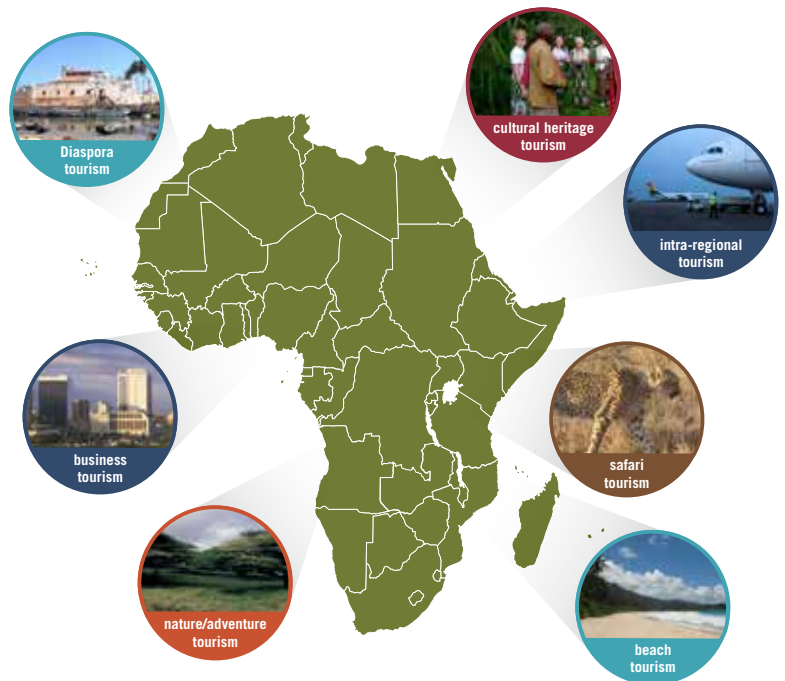 cultural heritage
tourism
Diaspora
tourism
intra-regional
tourism
business
tourism
safari
tourism
nature/adventure
tourism
beach
tourism